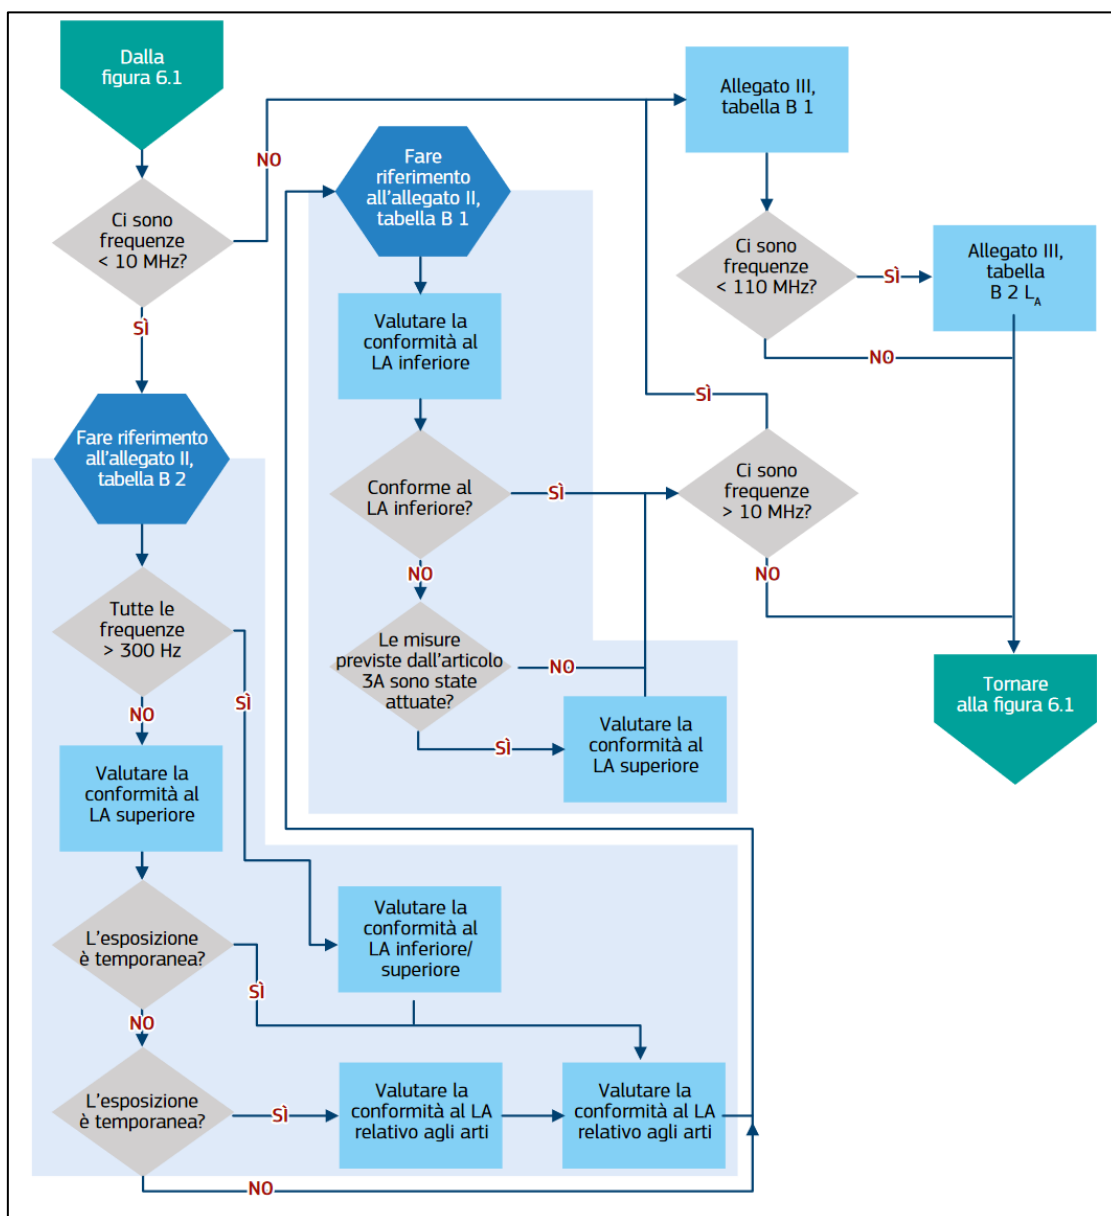 Dalla
figura 6.1
Ci sono
frequenze
< 10 MHz?
NO
SÌ
Fare riferimento
all'allegato II,
tabella B 2
Tutte le
frequenze
> 300 Hz
SÌ
NO
Valutare la
conformità al
LA superiore
L'esposizione
è temporanea?
SÌ
NO
L'esposizione
è temporanea?
SÌ
NO
Valutare la
conformità al
LA inferiore/
superiore
Valutare la
conformità al LA
relativo agli arti
Valutare la
conformità al LA
relativo agli arti
Fare
riferimento
all'allegato II,
tabella B 1
Valutare la
conformità al
LA inferiore
Conforme al
LA inferiore?
SÌ
NO
Le misure
previste dall'articolo
3A sono state
attuate?
NO
SÌ
Valutare la
conformità al
LA superiore
Ci sono
frequenze
> 10 MHz?
SÌ
NO
Allegato III,
tabella B 1
Ci sono
frequenze
< 110 MHz?
SÌ
NO
Allegato III,
tabella
B 2 LA
Tornare
alla figura 6.1